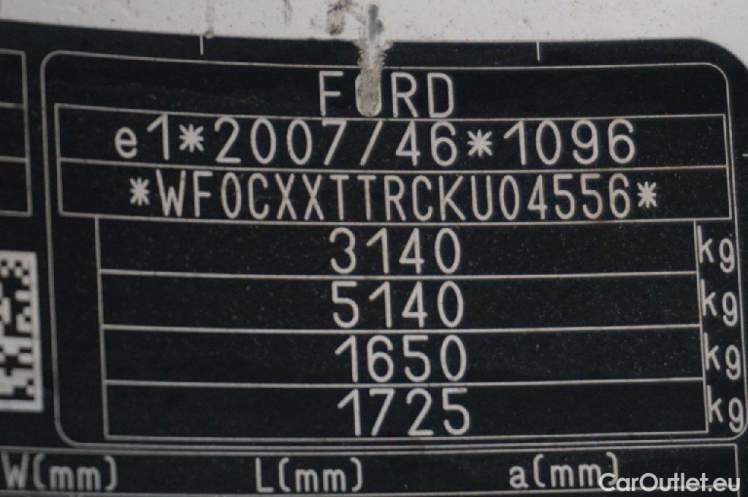 FORD
e1*2007/46*1096
*WF0CXXTTRCKU04556*
3140 kg
5140 kg
1650 kg
1725 kg
W(mm) L(mm) a(mm)
CarOutlet.eu